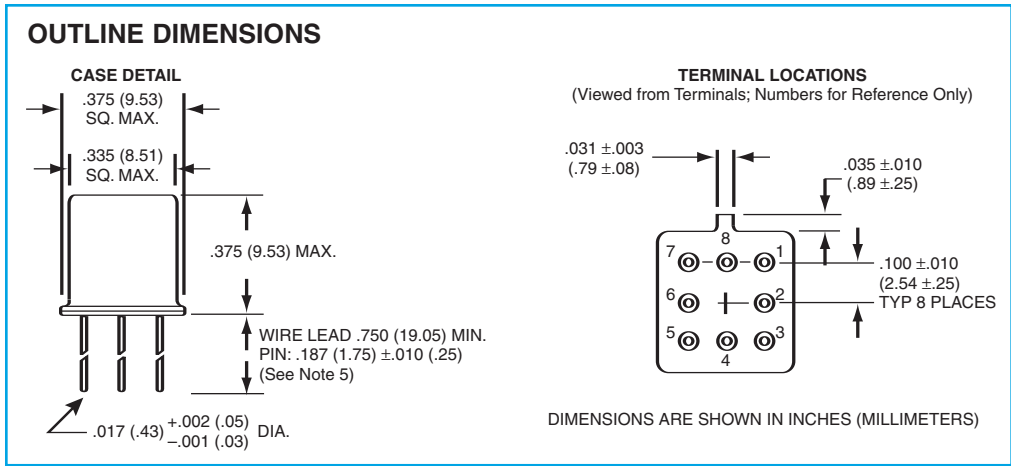 OUTLINE DIMENSIONS
CASE DETAIL
.375 (9.53)
SQ. MAX.
.335 (8.51)
SQ. MAX.
.375 (9.53) MAX.
WIRE LEAD .750 (19.05) MIN.
PIN: .187 (1.75) ±.010 (.25)
(See Note 5)
.017 (.43) +.002 (.05) –.001 (.03) DIA.
TERMINAL LOCATIONS
(Viewed from Terminals; Numbers for Reference Only)
.031 ±.003
(.79 ±.08)
.035 ±.010
(.89 ±.25)
7 8 1
6 2
5 4 3
.100 ±.010
(2.54 ±.25)
TYP 8 PLACES
DIMENSIONS ARE SHOWN IN INCHES (MILLIMETERS)